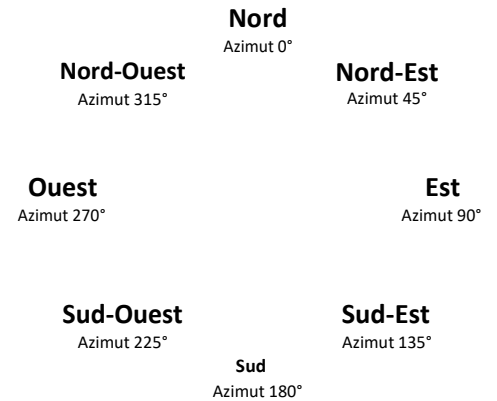 Nord
Azimut 0°
Nord-Ouest
Azimut 315°
Nord-Est
Azimut 45°
Ouest
Azimut 270°
Est
Azimut 90°
Sud-Ouest
Azimut 225°
Sud-Est
Azimut 135°
Sud
Azimut 180°